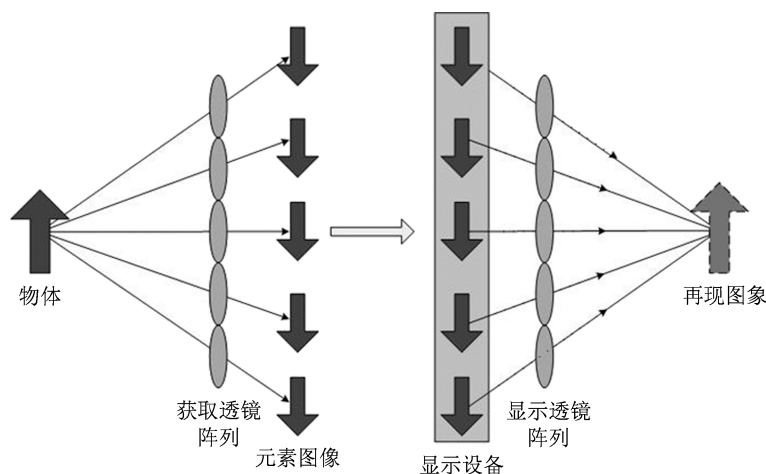 物体
获取透镜
阵列
元素图像
显示设备
显示透镜
阵列
再现图象